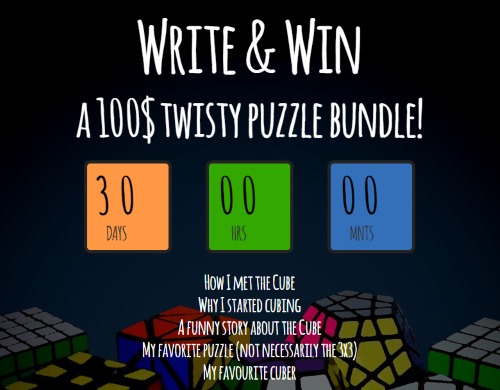 Write & Win
a 100$ twisty puzzle bundle!
30 00 00
DAYS HRS MNTS
How I met the Cube
Why I started cubing
A funny story about the Cube
My favorite puzzle (not necessarily the 3x3)
My favourite cuber